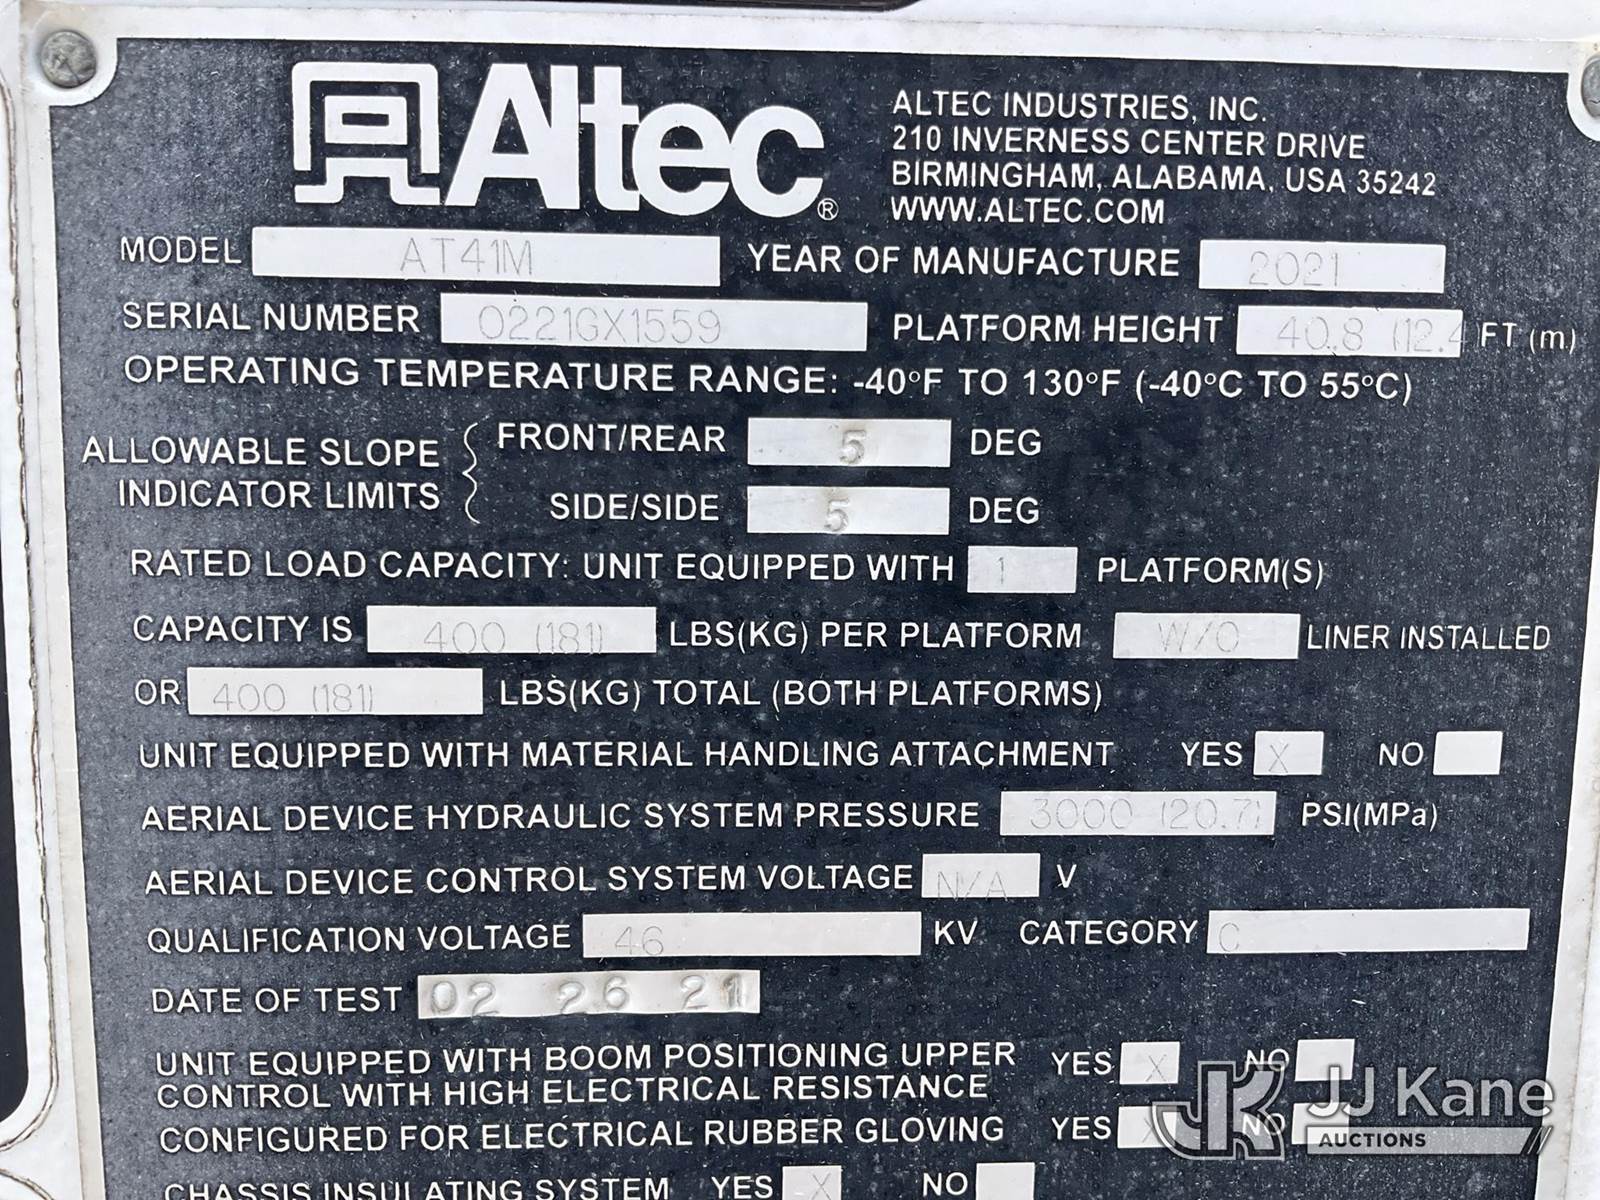 Altec®
ALTEC INDUSTRIES, INC.
210 INVERNESS CENTER DRIVE
BIRMINGHAM, ALABAMA, USA 35242
WWW.ALTEC.COM
MODEL AT41M YEAR OF MANUFACTURE 2021
SERIAL NUMBER 0221GX1559 PLATFORM HEIGHT 40.8 (12.4) FT (m)
OPERATING TEMPERATURE RANGE: -40°F TO 130°F (-40°C TO 55°C)
ALLOWABLE SLOPE INDICATOR LIMITS
FRONT/REAR 5 DEG
SIDE/SIDE 5 DEG
RATED LOAD CAPACITY: UNIT EQUIPPED WITH 1 PLATFORM(S)
CAPACITY IS 400 (181) LBS(KG) PER PLATFORM W/O LINER INSTALLED
OR 400 (181) LBS(KG) TOTAL (BOTH PLATFORMS)
UNIT EQUIPPED WITH MATERIAL HANDLING ATTACHMENT YES X NO
AERIAL DEVICE HYDRAULIC SYSTEM PRESSURE 3000 (20.7) PSI(MPa)
AERIAL DEVICE CONTROL SYSTEM VOLTAGE N/A V
QUALIFICATION VOLTAGE 46 KV CATEGORY C
DATE OF TEST 02 26 21
UNIT EQUIPPED WITH BOOM POSITIONING UPPER YES X NO
CONTROL WITH HIGH ELECTRICAL RESISTANCE
CONFIGURED FOR ELECTRICAL RUBBER GLOVING YES X NO
CHASSIS INSULATING SYSTEM YES X NO
JK JJ Kane
AUCTIONS